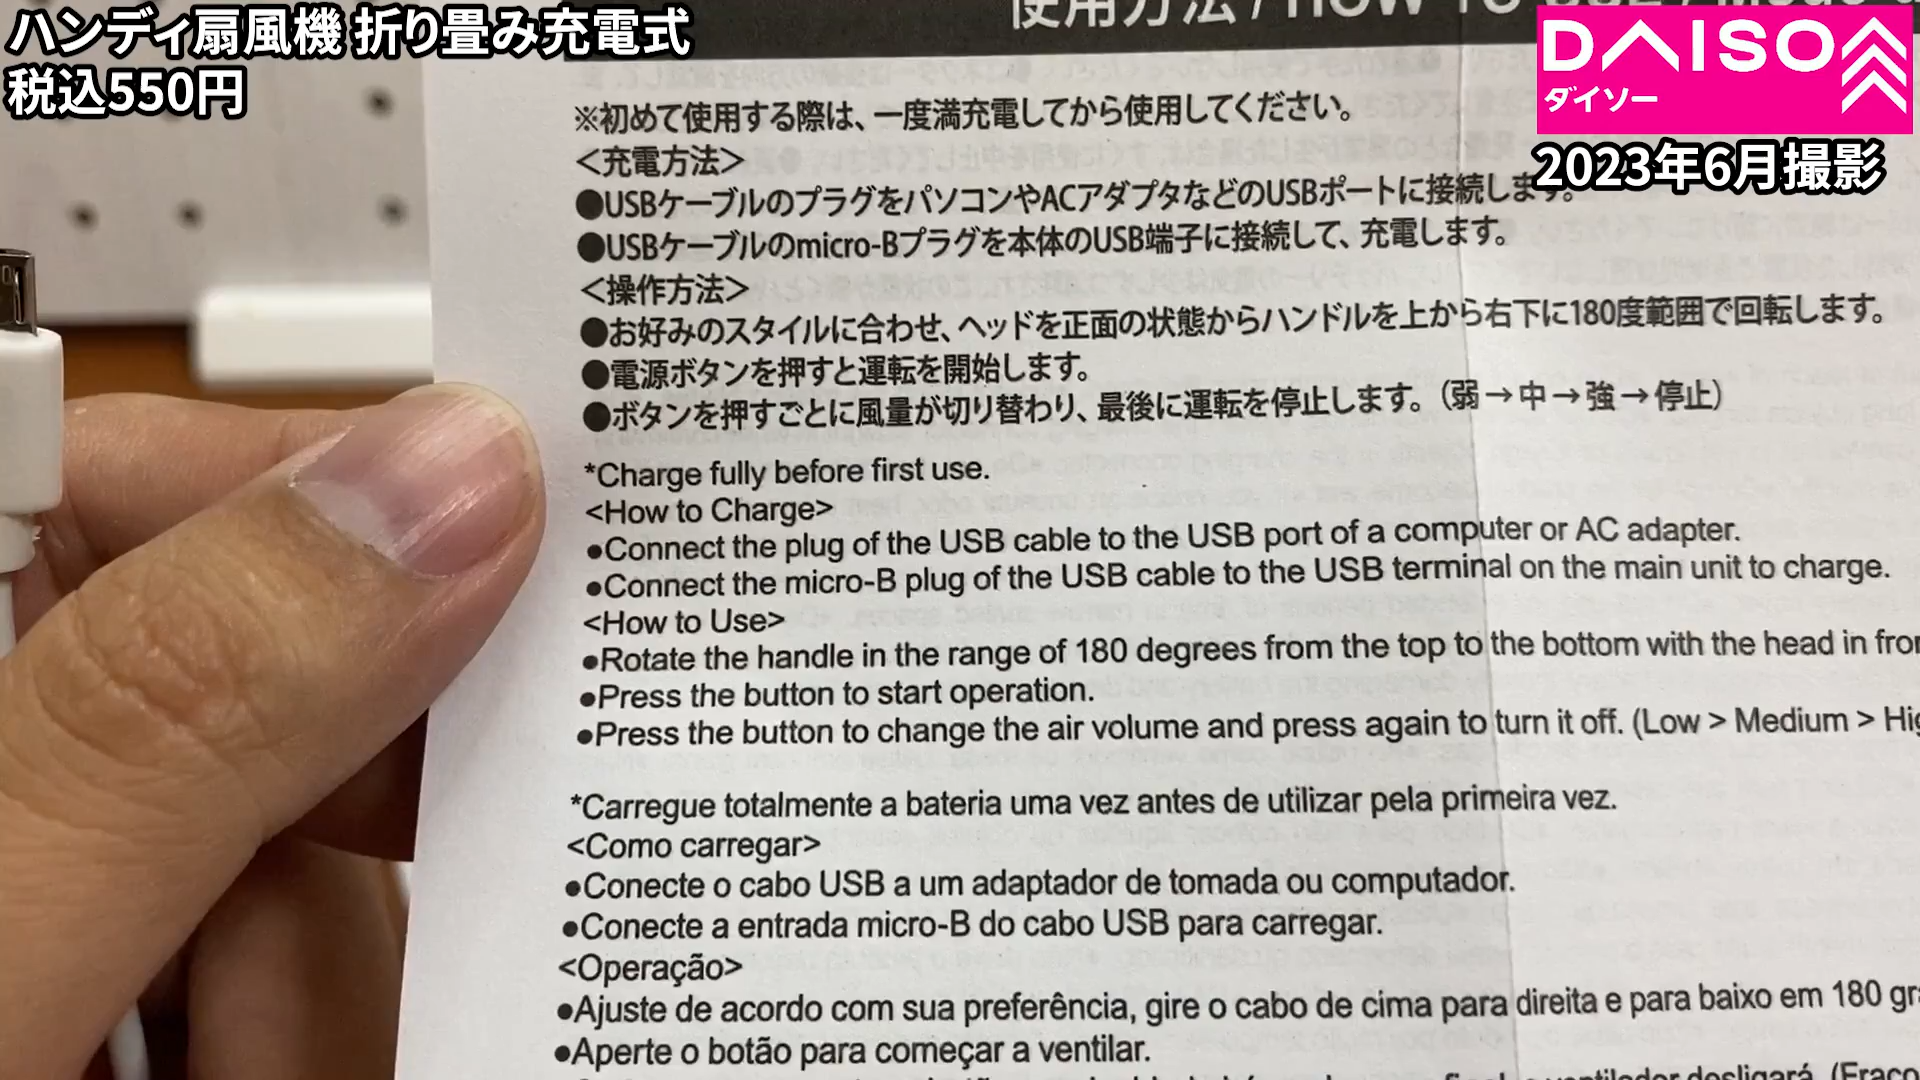 ハンディ扇風機 折り畳み充電式
税込550円
DAISO
ダイソー
2023年6月撮影
使用方法 / HOW TO USE /
※初めて使用する際は、一度満充電してから使用してください。
＜充電方法＞
●USBケーブルのプラグをパソコンやACアダプタなどのUSBポートに接続します。
●USBケーブルのmicro-Bプラグを本体のUSB端子に接続して、充電します。
＜操作方法＞
●お好みのスタイルに合わせ、ヘッドを正面の状態からハンドルを上から右下に180度範囲で回転します。
●電源ボタンを押すと運転を開始します。
●ボタンを押すごとに風量が切り替わり、最後に運転を停止します。（弱→中→強→停止）
*Charge fully before first use.
<How to Charge>
●Connect the plug of the USB cable to the USB port of a computer or AC adapter.
●Connect the micro-B plug of the USB cable to the USB terminal on the main unit to charge.
<How to Use>
●Rotate the handle in the range of 180 degrees from the top to the bottom with the head in
●Press the button to start operation.
●Press the button to change the air volume and press again to turn it off. (Low > Medium >
*Carregue totalmente a bateria uma vez antes de utilizar pela primeira vez.
<Como carregar>
●Conecte o cabo USB a um adaptador de tomada ou computador.
●Conecte a entrada micro-B do cabo USB para carregar.
<Operação>
●Ajuste de acordo com sua preferência, gire o cabo de cima para direita e para baixo em 180
●Aperte o botão para começar a ventilar.